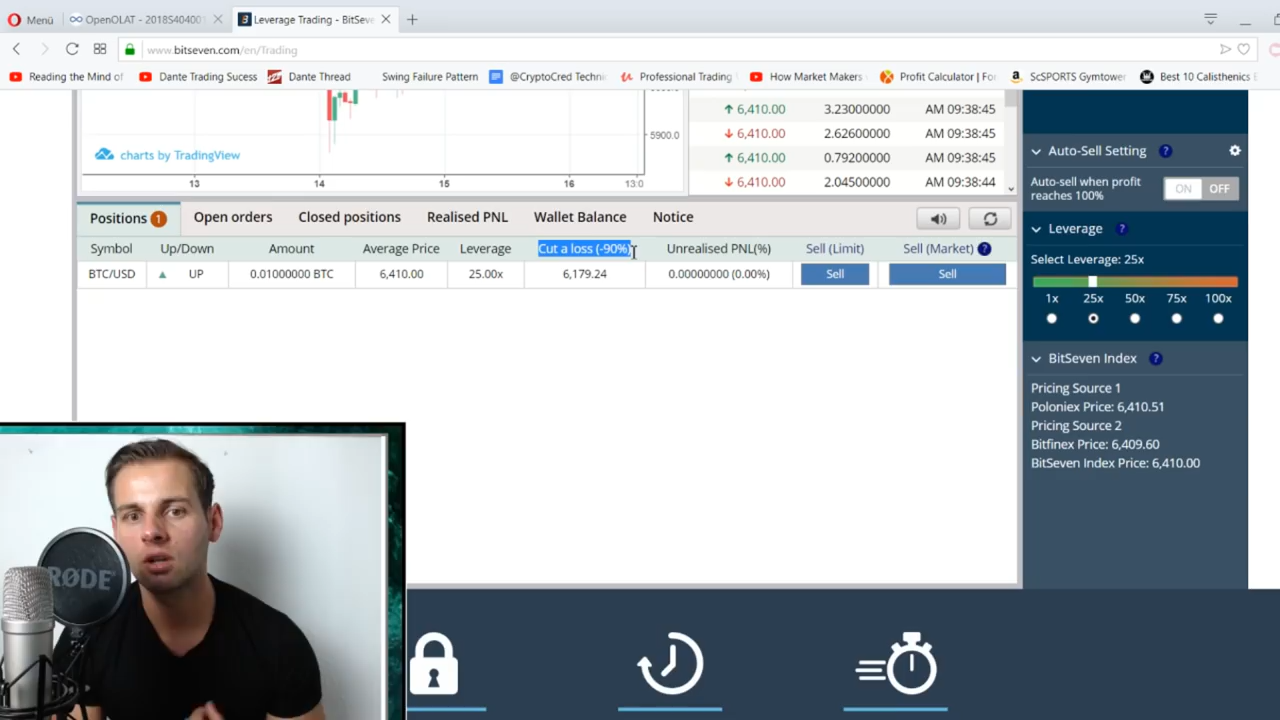 Menü
OpenOLAT - 2018S404001
Leverage Trading - BitSeve
www.bitseven.com/en/Trading
Reading the Mind of
Dante Trading Sucess
Dante Thread
Swing Failure Pattern
@CryptoCred Techni
Professional Trading
How Market Makers
Profit Calculator | Fo
ScSPORTS Gymtower
Best 10 Calisthenics E
5900.0
charts by TradingView
13 14 15 16 13:0
6,410.00 3.23000000 AM 09:38:45
6,410.00 2.62600000 AM 09:38:45
6,410.00 0.79200000 AM 09:38:45
6,410.00 2.04500000 AM 09:38:44
Positions 1 Open orders Closed positions Realised PNL Wallet Balance Notice
Symbol Up/Down Amount Average Price Leverage Cut a loss (-90%) Unrealised PNL(%) Sell (Limit) Sell (Market) ?
BTC/USD UP 0.01000000 BTC 6,410.00 25.00x 6,179.24 0.00000000 (0.00%) Sell Sell
Auto-Sell Setting ?
Auto-sell when profit
reaches 100%
ON OFF
Leverage ?
Select Leverage: 25x
1x 25x 50x 75x 100x
BitSeven Index ?
Pricing Source 1
Poloniex Price: 6,410.51
Pricing Source 2
Bitfinex Price: 6,409.60
BitSeven Index Price: 6,410.00
RØDE